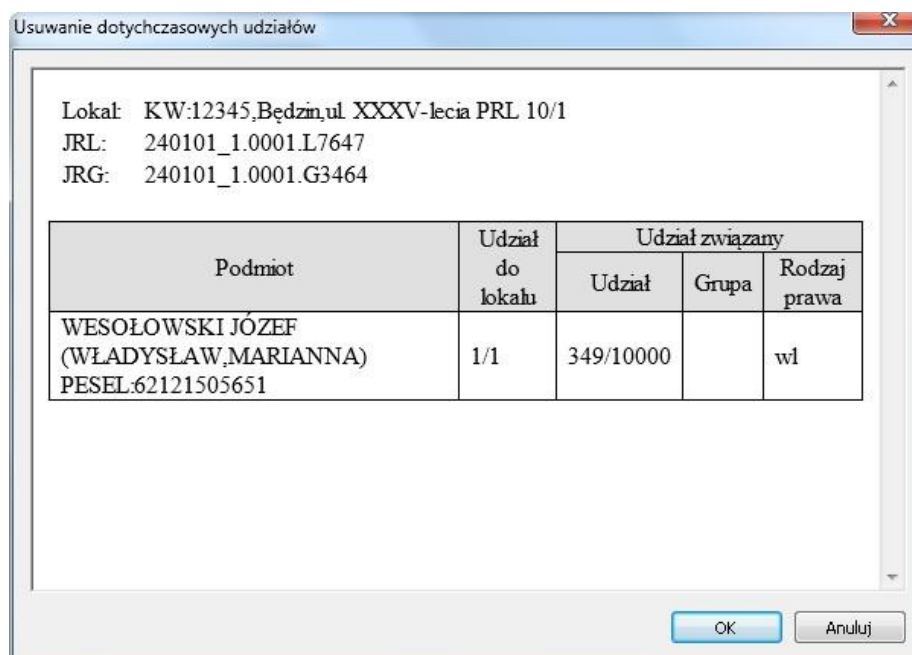 Usuwanie dotychczasowych udziałów
Lokal: KW:12345,Będzin,ul. XXXV-lecia PRL 10/1
JRL: 240101_1.0001.L7647
JRG: 240101_1.0001.G3464
Podmiot
Udział
do
lokalu
Udział związany
Udział
Grupa
Rodzaj
prawa
WESOŁOWSKI JÓZEF
(WŁADYSŁAW,MARIANNA)
PESEL:62121505651
1/1
349/10000
wł
OK
Anuluj